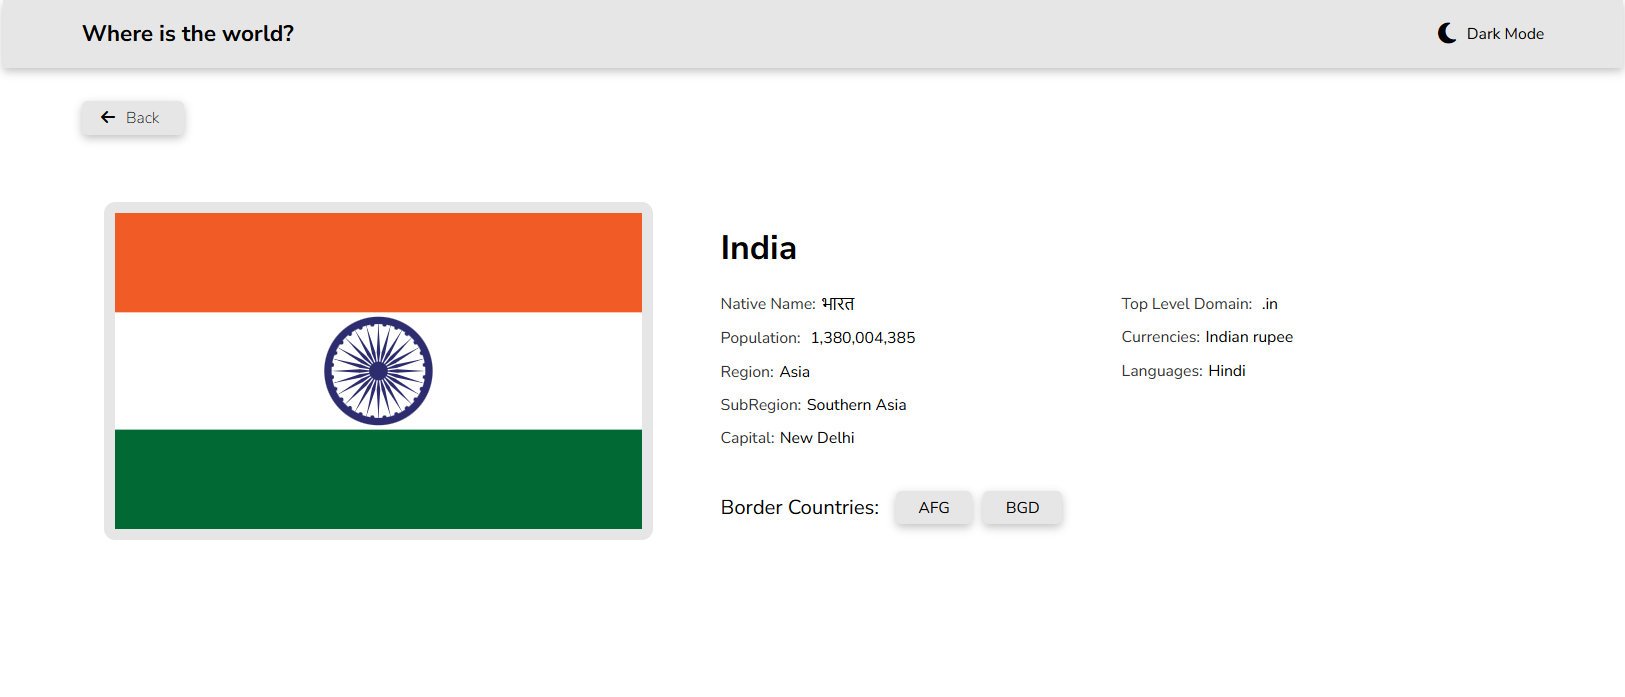 Where is the world?
Dark Mode
Back
India
Native Name: भारत
Population: 1,380,004,385
Region: Asia
SubRegion: Southern Asia
Capital: New Delhi
Top Level Domain: .in
Currencies: Indian rupee
Languages: Hindi
Border Countries: AFG BGD